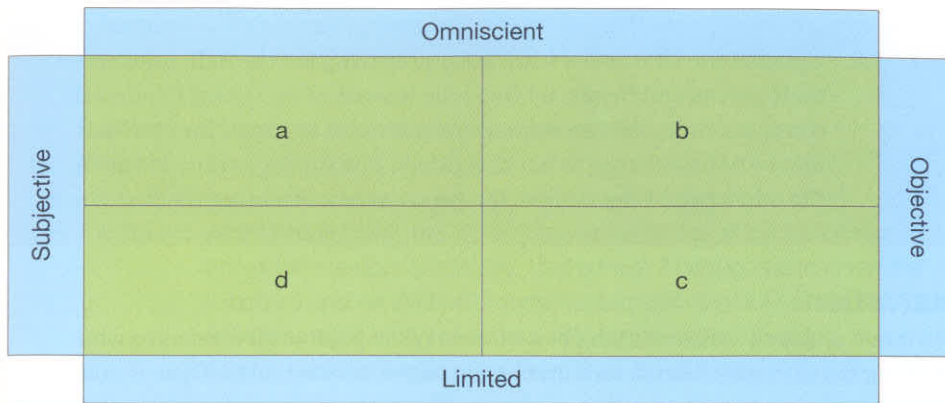 Omniscient
a b
Subjective
Objective
d c
Limited